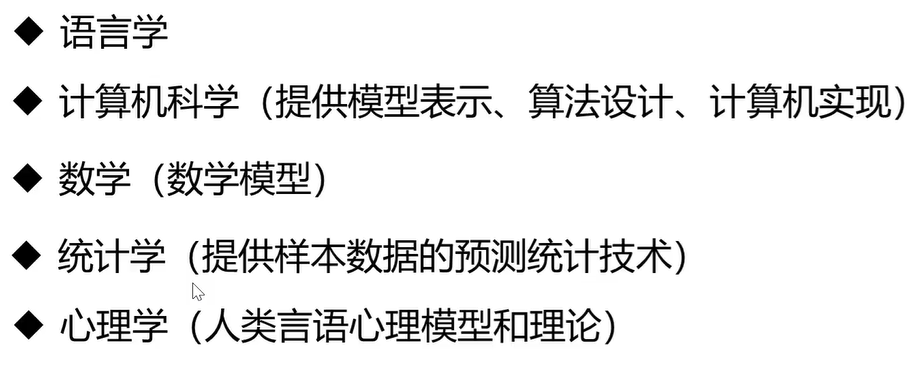 ◆ 语言学
◆ 计算机科学（提供模型表示、算法设计、计算机实现）
◆ 数学（数学模型）
◆ 统计学（提供样本数据的预测统计技术）
◆ 心理学（人类言语心理模型和理论）